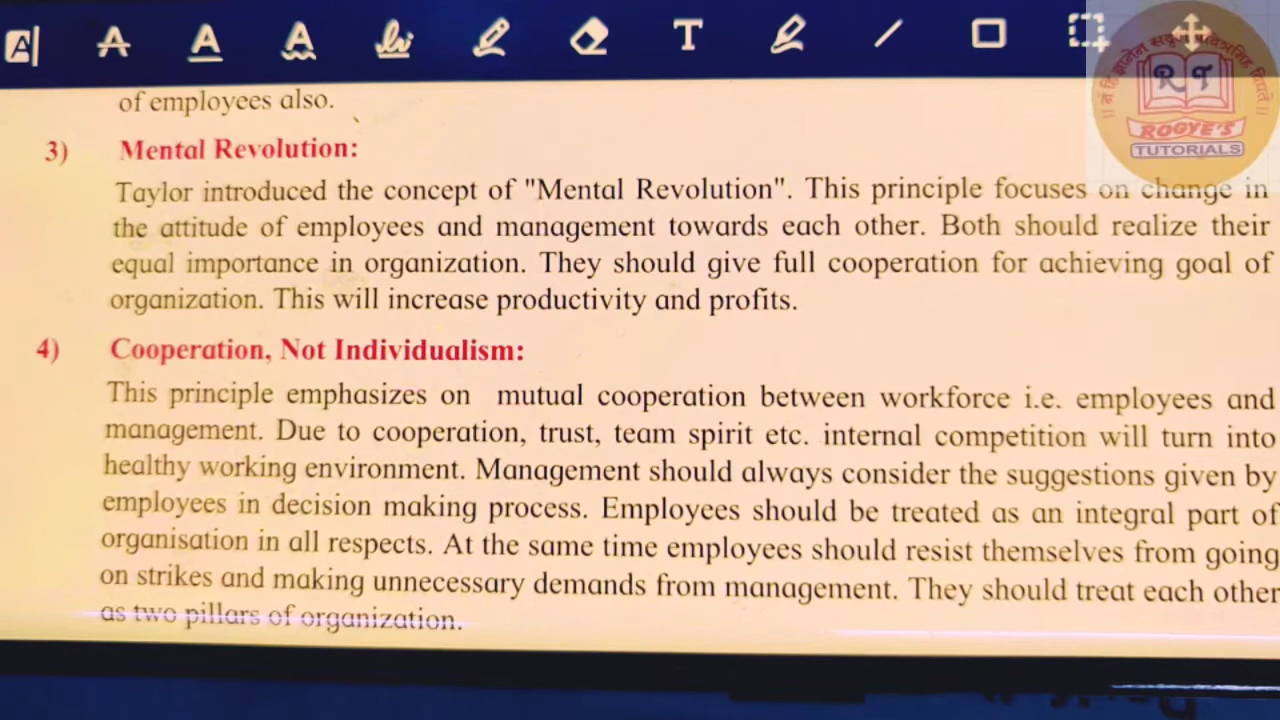 of employees also.
3) Mental Revolution:
Taylor introduced the concept of "Mental Revolution". This principle focuses on change in
the attitude of employees and management towards each other. Both should realize their
equal importance in organization. They should give full cooperation for achieving goal of
organization. This will increase productivity and profits.
4) Cooperation, Not Individualism:
This principle emphasizes on mutual cooperation between workforce i.e. employees and
management. Due to cooperation, trust, team spirit etc. internal competition will turn into
healthy working environment. Management should always consider the suggestions given by
employees in decision making process. Employees should be treated as an integral part of
organisation in all respects. At the same time employees should resist themselves from going
on strikes and making unnecessary demands from management. They should treat each other
as two pillars of organization.
RT
ROGYE'S
TUTORIALS